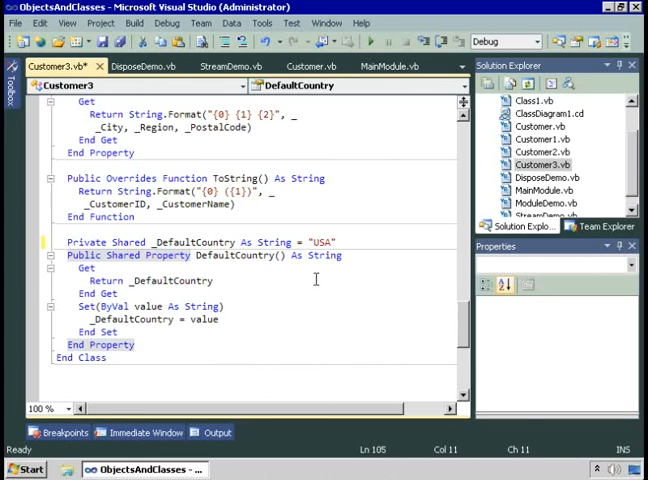 ObjectsAndClasses - Microsoft Visual Studio (Administrator)
File Edit View Project Build Debug Team Data Tools Test Window Help
Debug
Customer3.vb* DisposeDemo.vb StreamDemo.vb Customer.vb MainModule.vb
Customer3 DefaultCountry
Toolbox
Get
Return String.Format("{0} {1} {2}", _
_City, _Region, _PostalCode)
End Get
End Property
Public Overrides Function ToString() As String
Return String.Format("{0} ({1})", _
_CustomerID, _CustomerName)
End Function
Private Shared _DefaultCountry As String = "USA"
Public Shared Property DefaultCountry() As String
Get
Return _DefaultCountry
End Get
Set(ByVal value As String)
_DefaultCountry = value
End Set
End Property
End Class
100 %
Solution Explorer
Class1.vb
ClassDiagram1.cd
Customer.vb
Customer1.vb
Customer2.vb
Customer3.vb
DisposeDemo.vb
MainModule.vb
ModuleDemo.vb
StreamDemo.vb
Solution Explo... Team Explorer
Properties
Breakpoints Immediate Window Output
Ready Ln 105 Col 11 Ch 11 INS
Start ObjectsAndClasses - ...